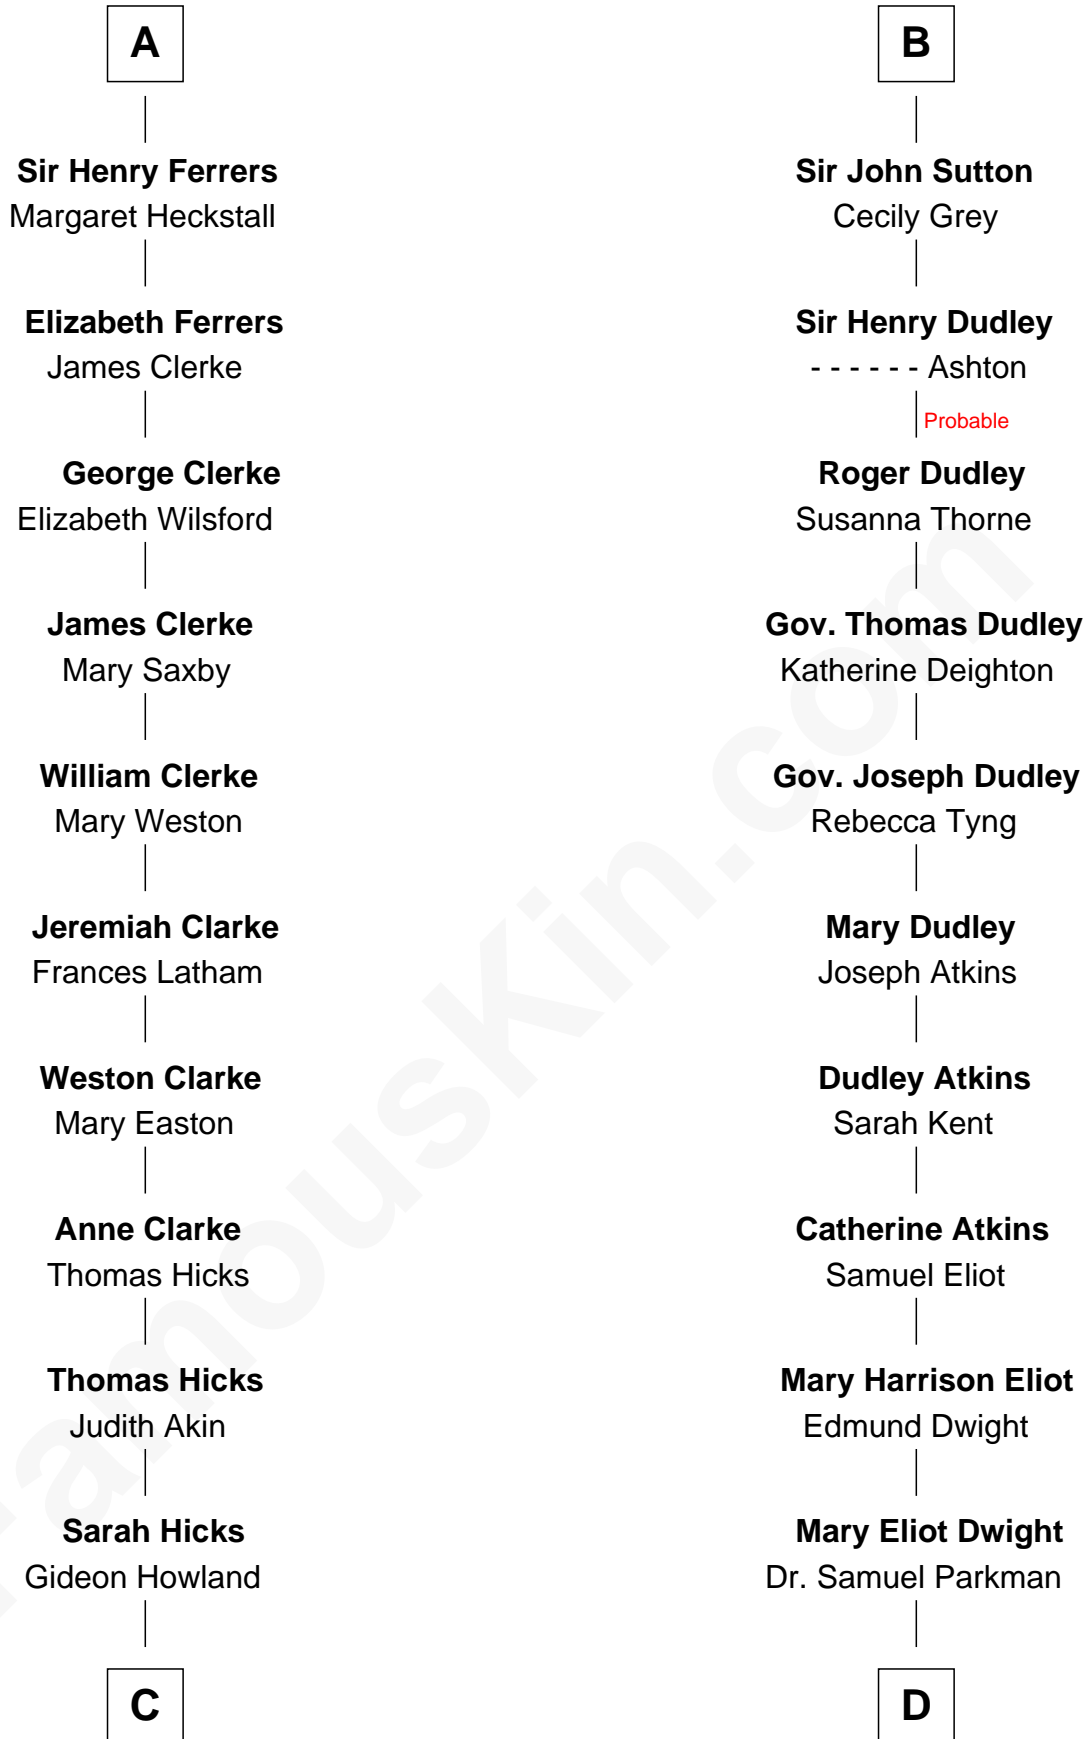 A
Sir Henry Ferrers
Margaret Heckstall
Elizabeth Ferrers
James Clerke
George Clerke
Elizabeth Wilsford
James Clerke
Mary Saxby
William Clerke
Mary Weston
Jeremiah Clarke
Frances Latham
Weston Clarke
Mary Easton
Anne Clarke
Thomas Hicks
Thomas Hicks
Judith Akin
Sarah Hicks
Gideon Howland
C
B
Sir John Sutton
Cecily Grey
Sir Henry Dudley
- - - - - - Ashton
Probable
Roger Dudley
Susanna Thorne
Gov. Thomas Dudley
Katherine Deighton
Gov. Joseph Dudley
Rebecca Tyng
Mary Dudley
Joseph Atkins
Dudley Atkins
Sarah Kent
Catherine Atkins
Samuel Eliot
Mary Harrison Eliot
Edmund Dwight
Mary Eliot Dwight
Dr. Samuel Parkman
D
FamousKin.com